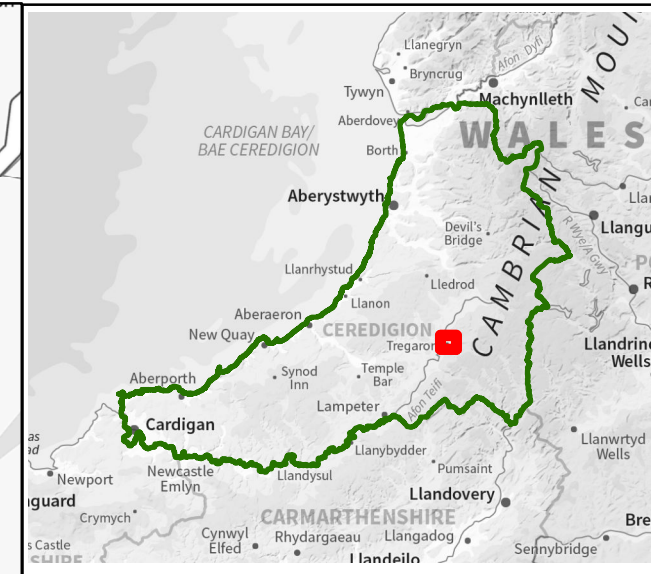 Llanegryn
Bryncrug
Tywyn
Afon Dyfi
Machynlleth
MOU
Aberdovey
CARDIGAN BAY/
BAE CEREDIGION
WALES
Borth
Aberystwyth
CAMBRIAN
Llangu
Devil's
Bridge
R Wye/A Gwy
Llanrhystud
Lledrod
Llanon
Aberaeron
CEREDIGION
New Quay
Tregaron
Llandrin
Wells
Synod
Inn
Temple
Bar
Aberporth
Lampeter
Afon Teifi
Cardigan
Llanwrtyd
Wells
Llanybydder
Newcastle
Emlyn
Llandysul
Pumsaint
Newport
Llandovery
guard
Crymych
CARMARTHENSHIRE
Bre
Cynwyl
Elfed
Rhydargaeau
Llangadog
s Castle
Sennybridge
SHIRE
Llandeilo